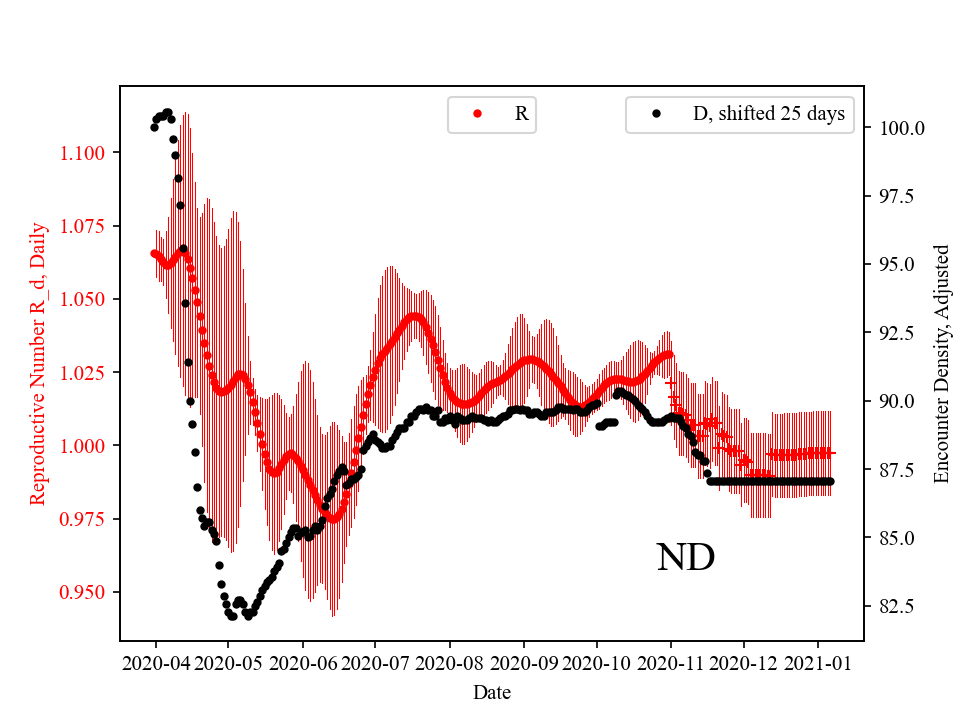 R
D, shifted 25 days
1.100
1.075
1.050
1.025
1.000
0.975
0.950
Reproductive Number R_d, Daily
100.0
97.5
95.0
92.5
90.0
87.5
85.0
82.5
Encounter Density, Adjusted
ND
2020-04 2020-05 2020-06 2020-07 2020-08 2020-09 2020-10 2020-11 2020-12 2021-01
Date